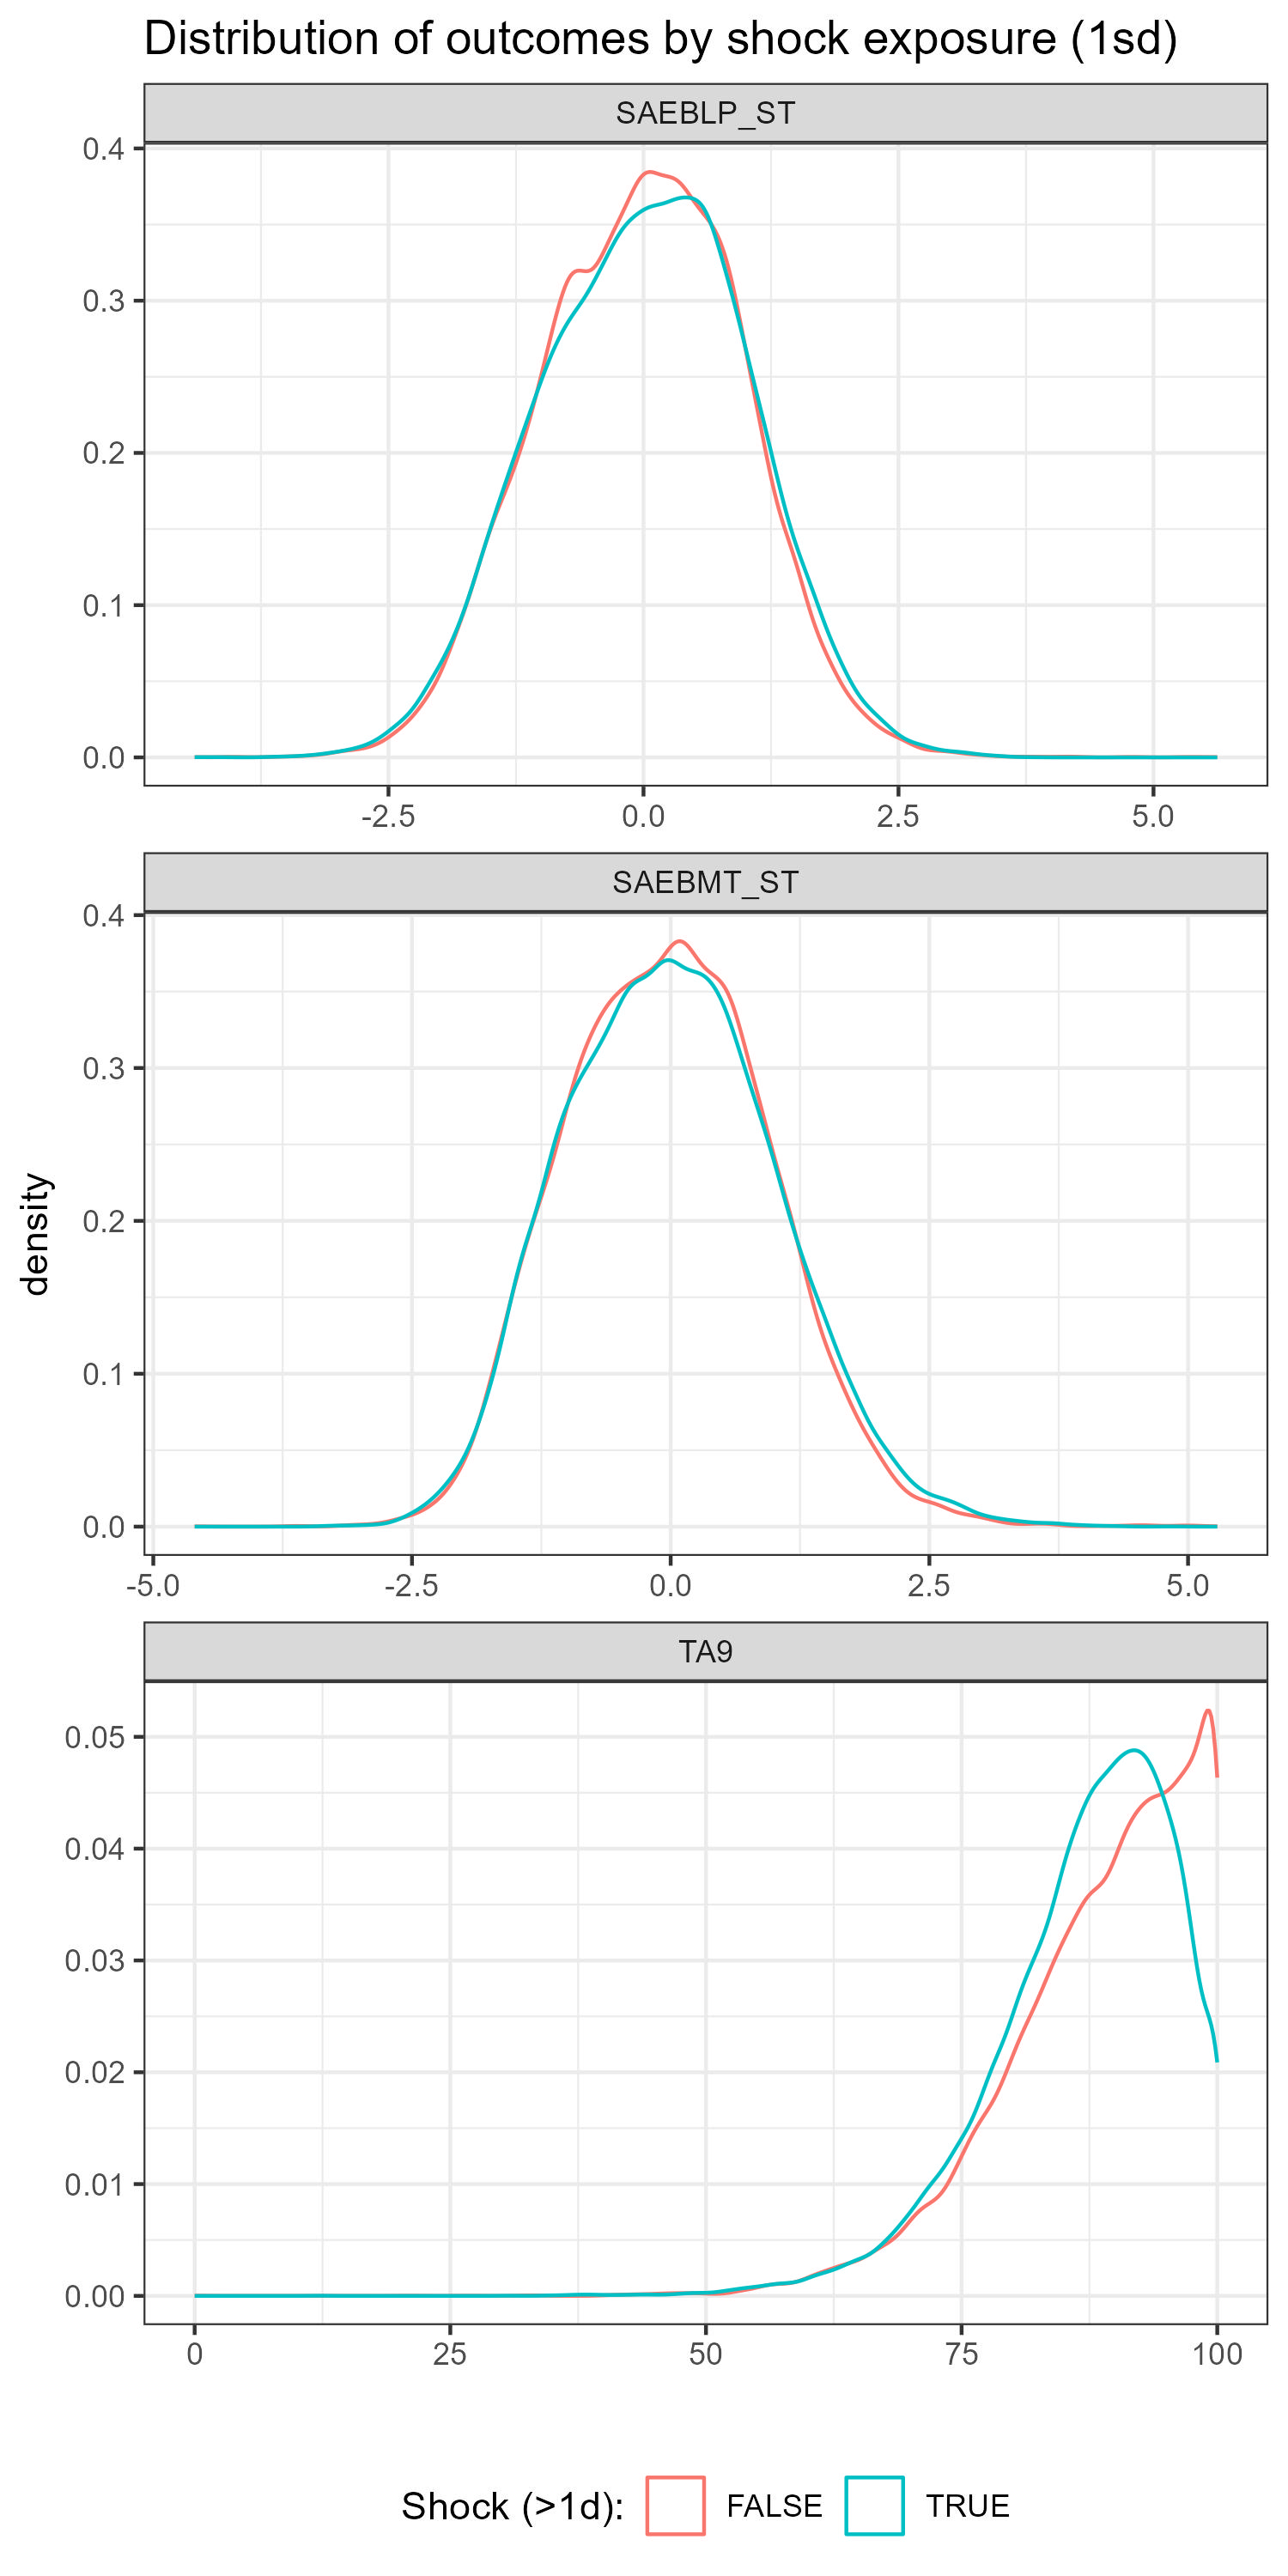 Distribution of outcomes by shock exposure (1sd)
SAEBLP_ST
0.4
0.3
0.2
0.1
0.0
-2.5 0.0 2.5 5.0
SAEBMT_ST
0.4
0.3
0.2
0.1
0.0
-5.0 -2.5 0.0 2.5 5.0
density
TA9
0.05
0.04
0.03
0.02
0.01
0.00
0 25 50 75 100
Shock (>1d): FALSE TRUE